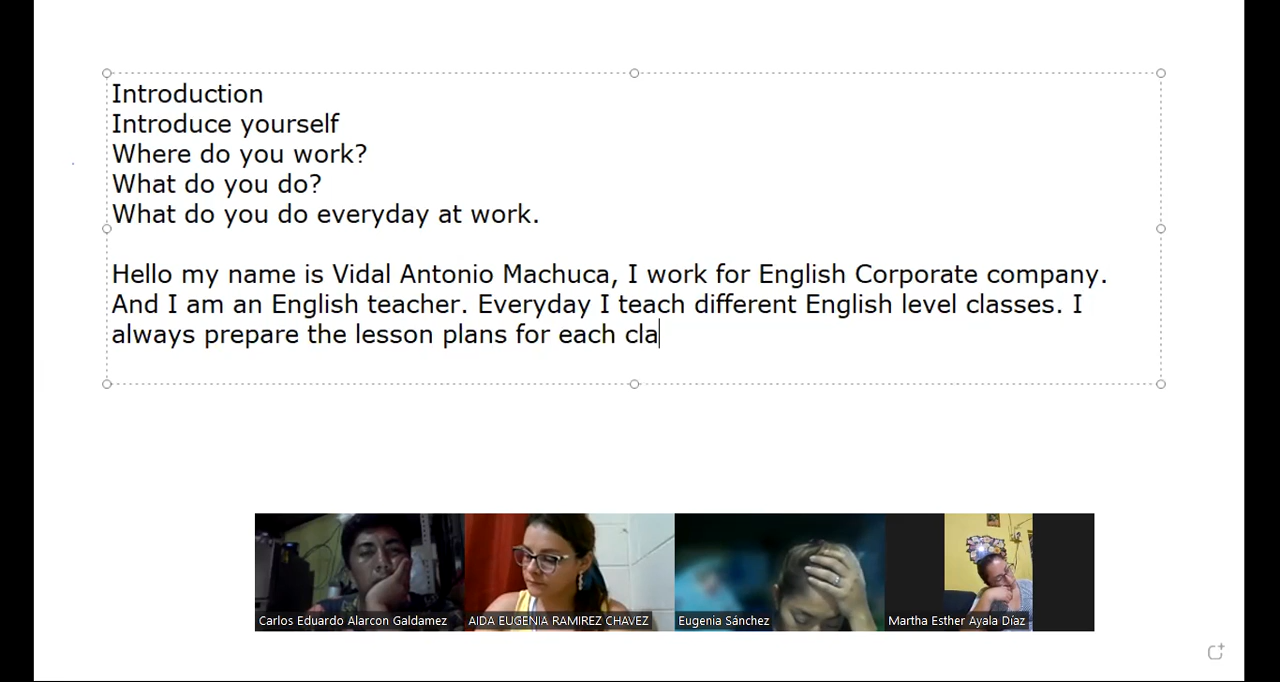 Introduction
Introduce yourself
Where do you work?
What do you do?
What do you do everyday at work.
Hello my name is Vidal Antonio Machuca, I work for English Corporate company.
And I am an English teacher. Everyday I teach different English level classes. I
always prepare the lesson plans for each cla
Carlos Eduardo Alarcon Galdamez
AIDA EUGENIA RAMIREZ CHAVEZ
Eugenia Sánchez
Martha Esther Ayala Díaz